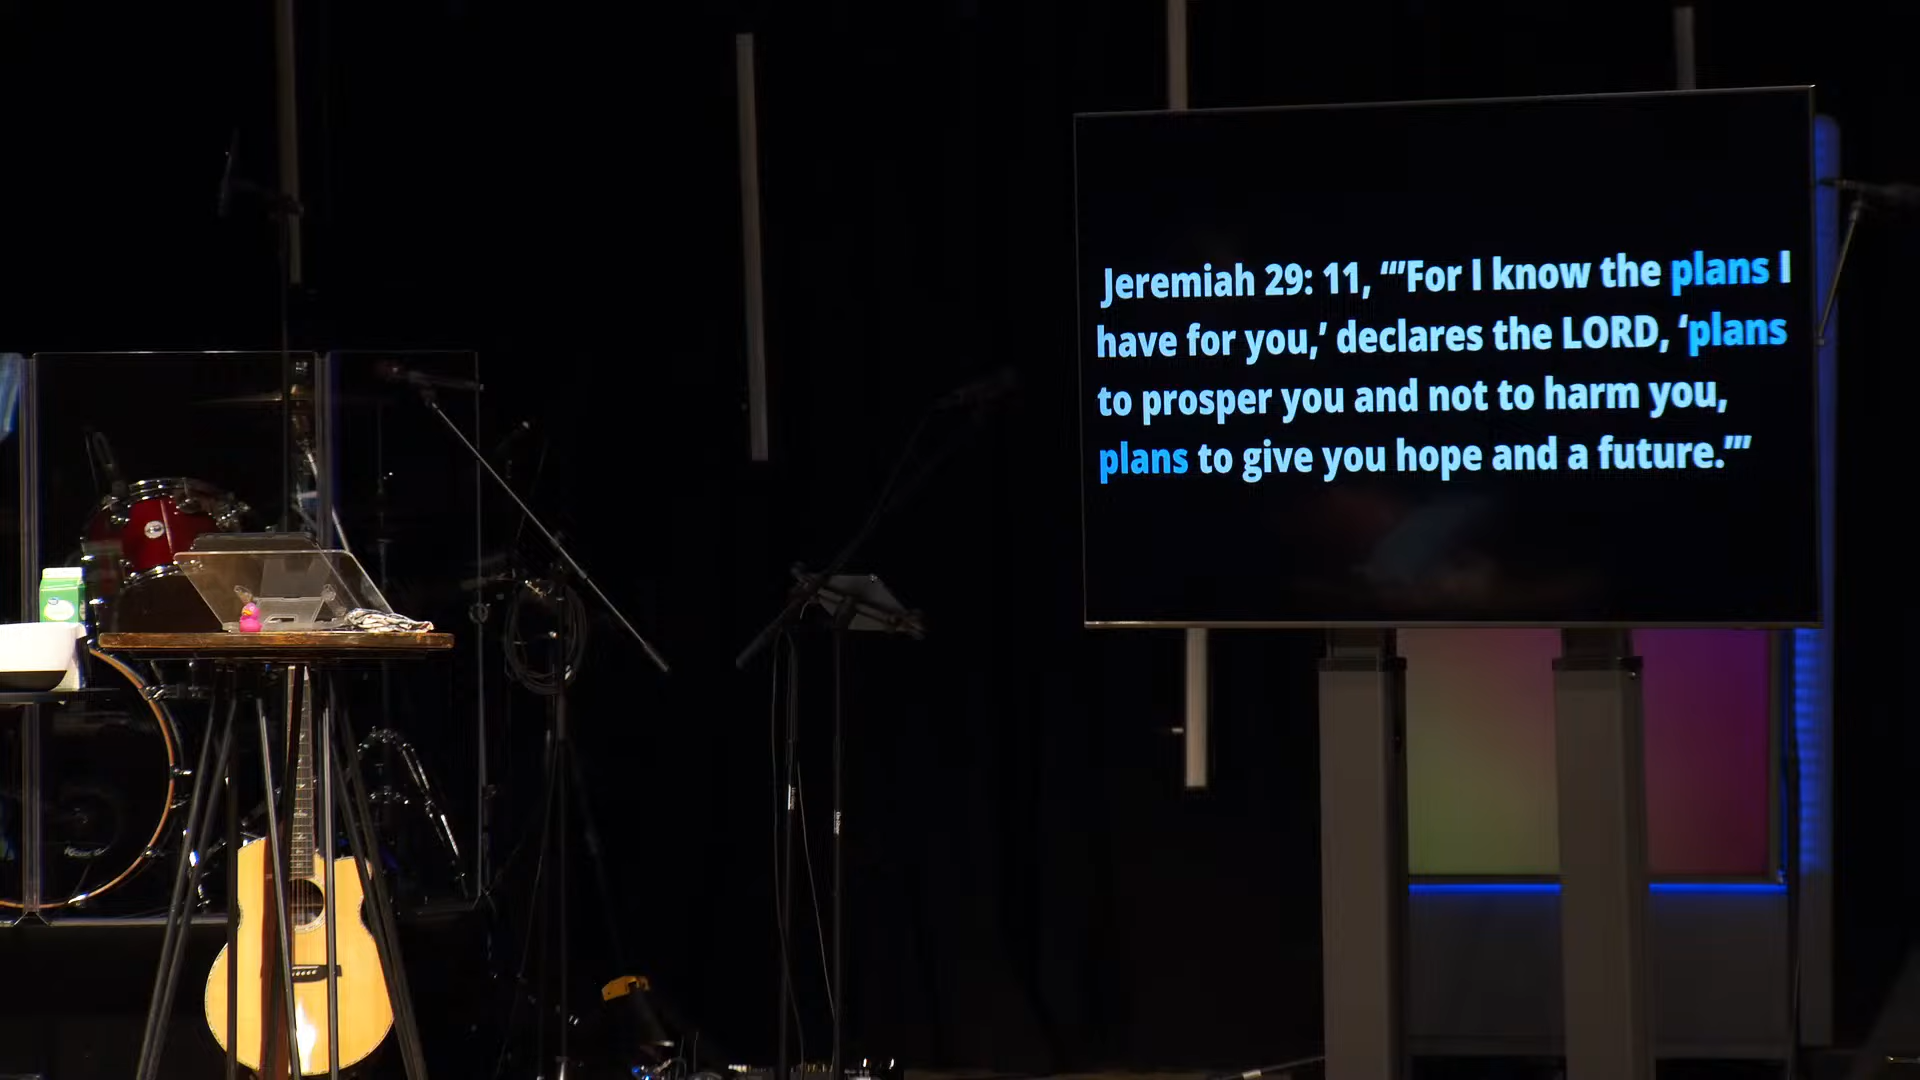 Jeremiah 29: 11, “‘For I know the plans I
have for you,’ declares the LORD, ‘plans
to prosper you and not to harm you,
plans to give you hope and a future.’”